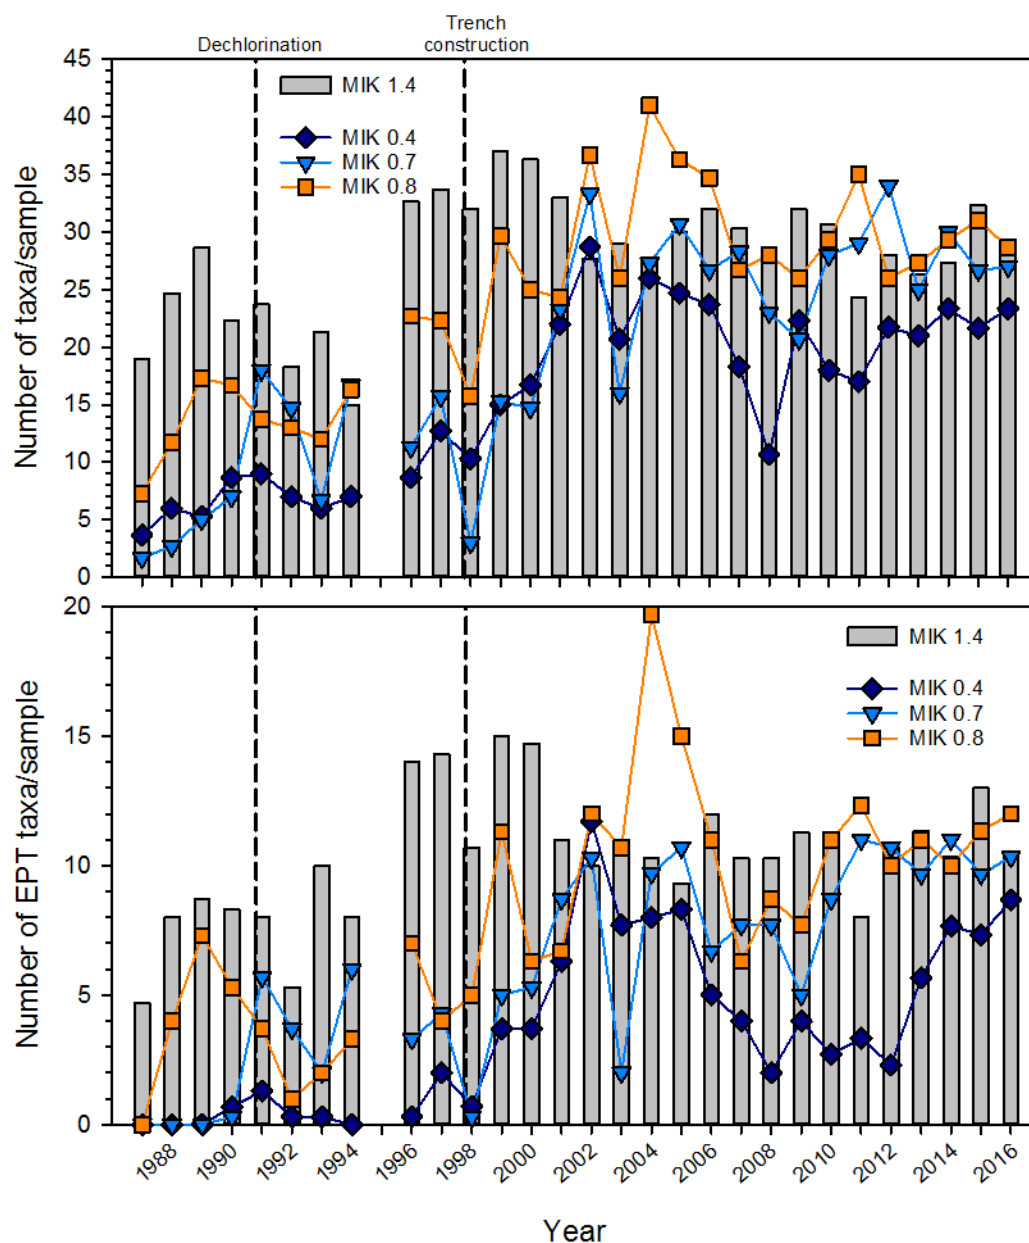 Trench
Dechlorination construction
45
40
35
30
25
20
15
10
5
0
Number of taxa/sample
MIK 1.4
MIK 0.4
MIK 0.7
MIK 0.8
20
15
10
5
0
Number of EPT taxa/sample
MIK 1.4
MIK 0.4
MIK 0.7
MIK 0.8
1988 1990 1992 1994 1996 1998 2000 2002 2004 2006 2008 2010 2012 2014 2016
Year